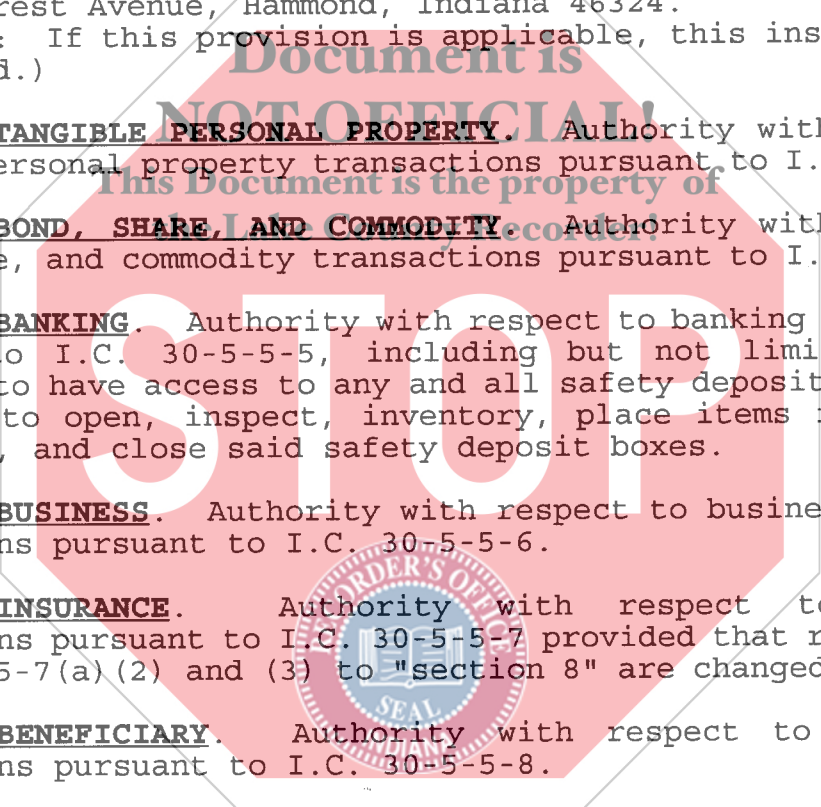 rest Avenue, Hammond, Indiana 46324.
: If this provision is applicable, this ins
d.)
Document is
NOT OFFICIAL!
This Document is the property of
the Lake County Recorder!
TANGIBLE PERSONAL PROPERTY. Authority with
ersonal property transactions pursuant to I.
BOND, SHARE, AND COMMODITY. Authority with
e, and commodity transactions pursuant to I.
BANKING. Authority with respect to banking
o I.C. 30-5-5-5, including but not limi
to have access to any and all safety deposit
to open, inspect, inventory, place items
, and close said safety deposit boxes.
STOP
BUSINESS. Authority with respect to busine
ns pursuant to I.C. 30-5-5-6.
INSURANCE. Authority with respect to
ns pursuant to I.C. 30-5-5-7 provided that r
5-7(a)(2) and (3) to "section 8" are changed
BENEFICIARY. Authority with respect to
ns pursuant to I.C. 30-5-5-8.
RECORDER'S OFFICE
SEAL
INDIANA